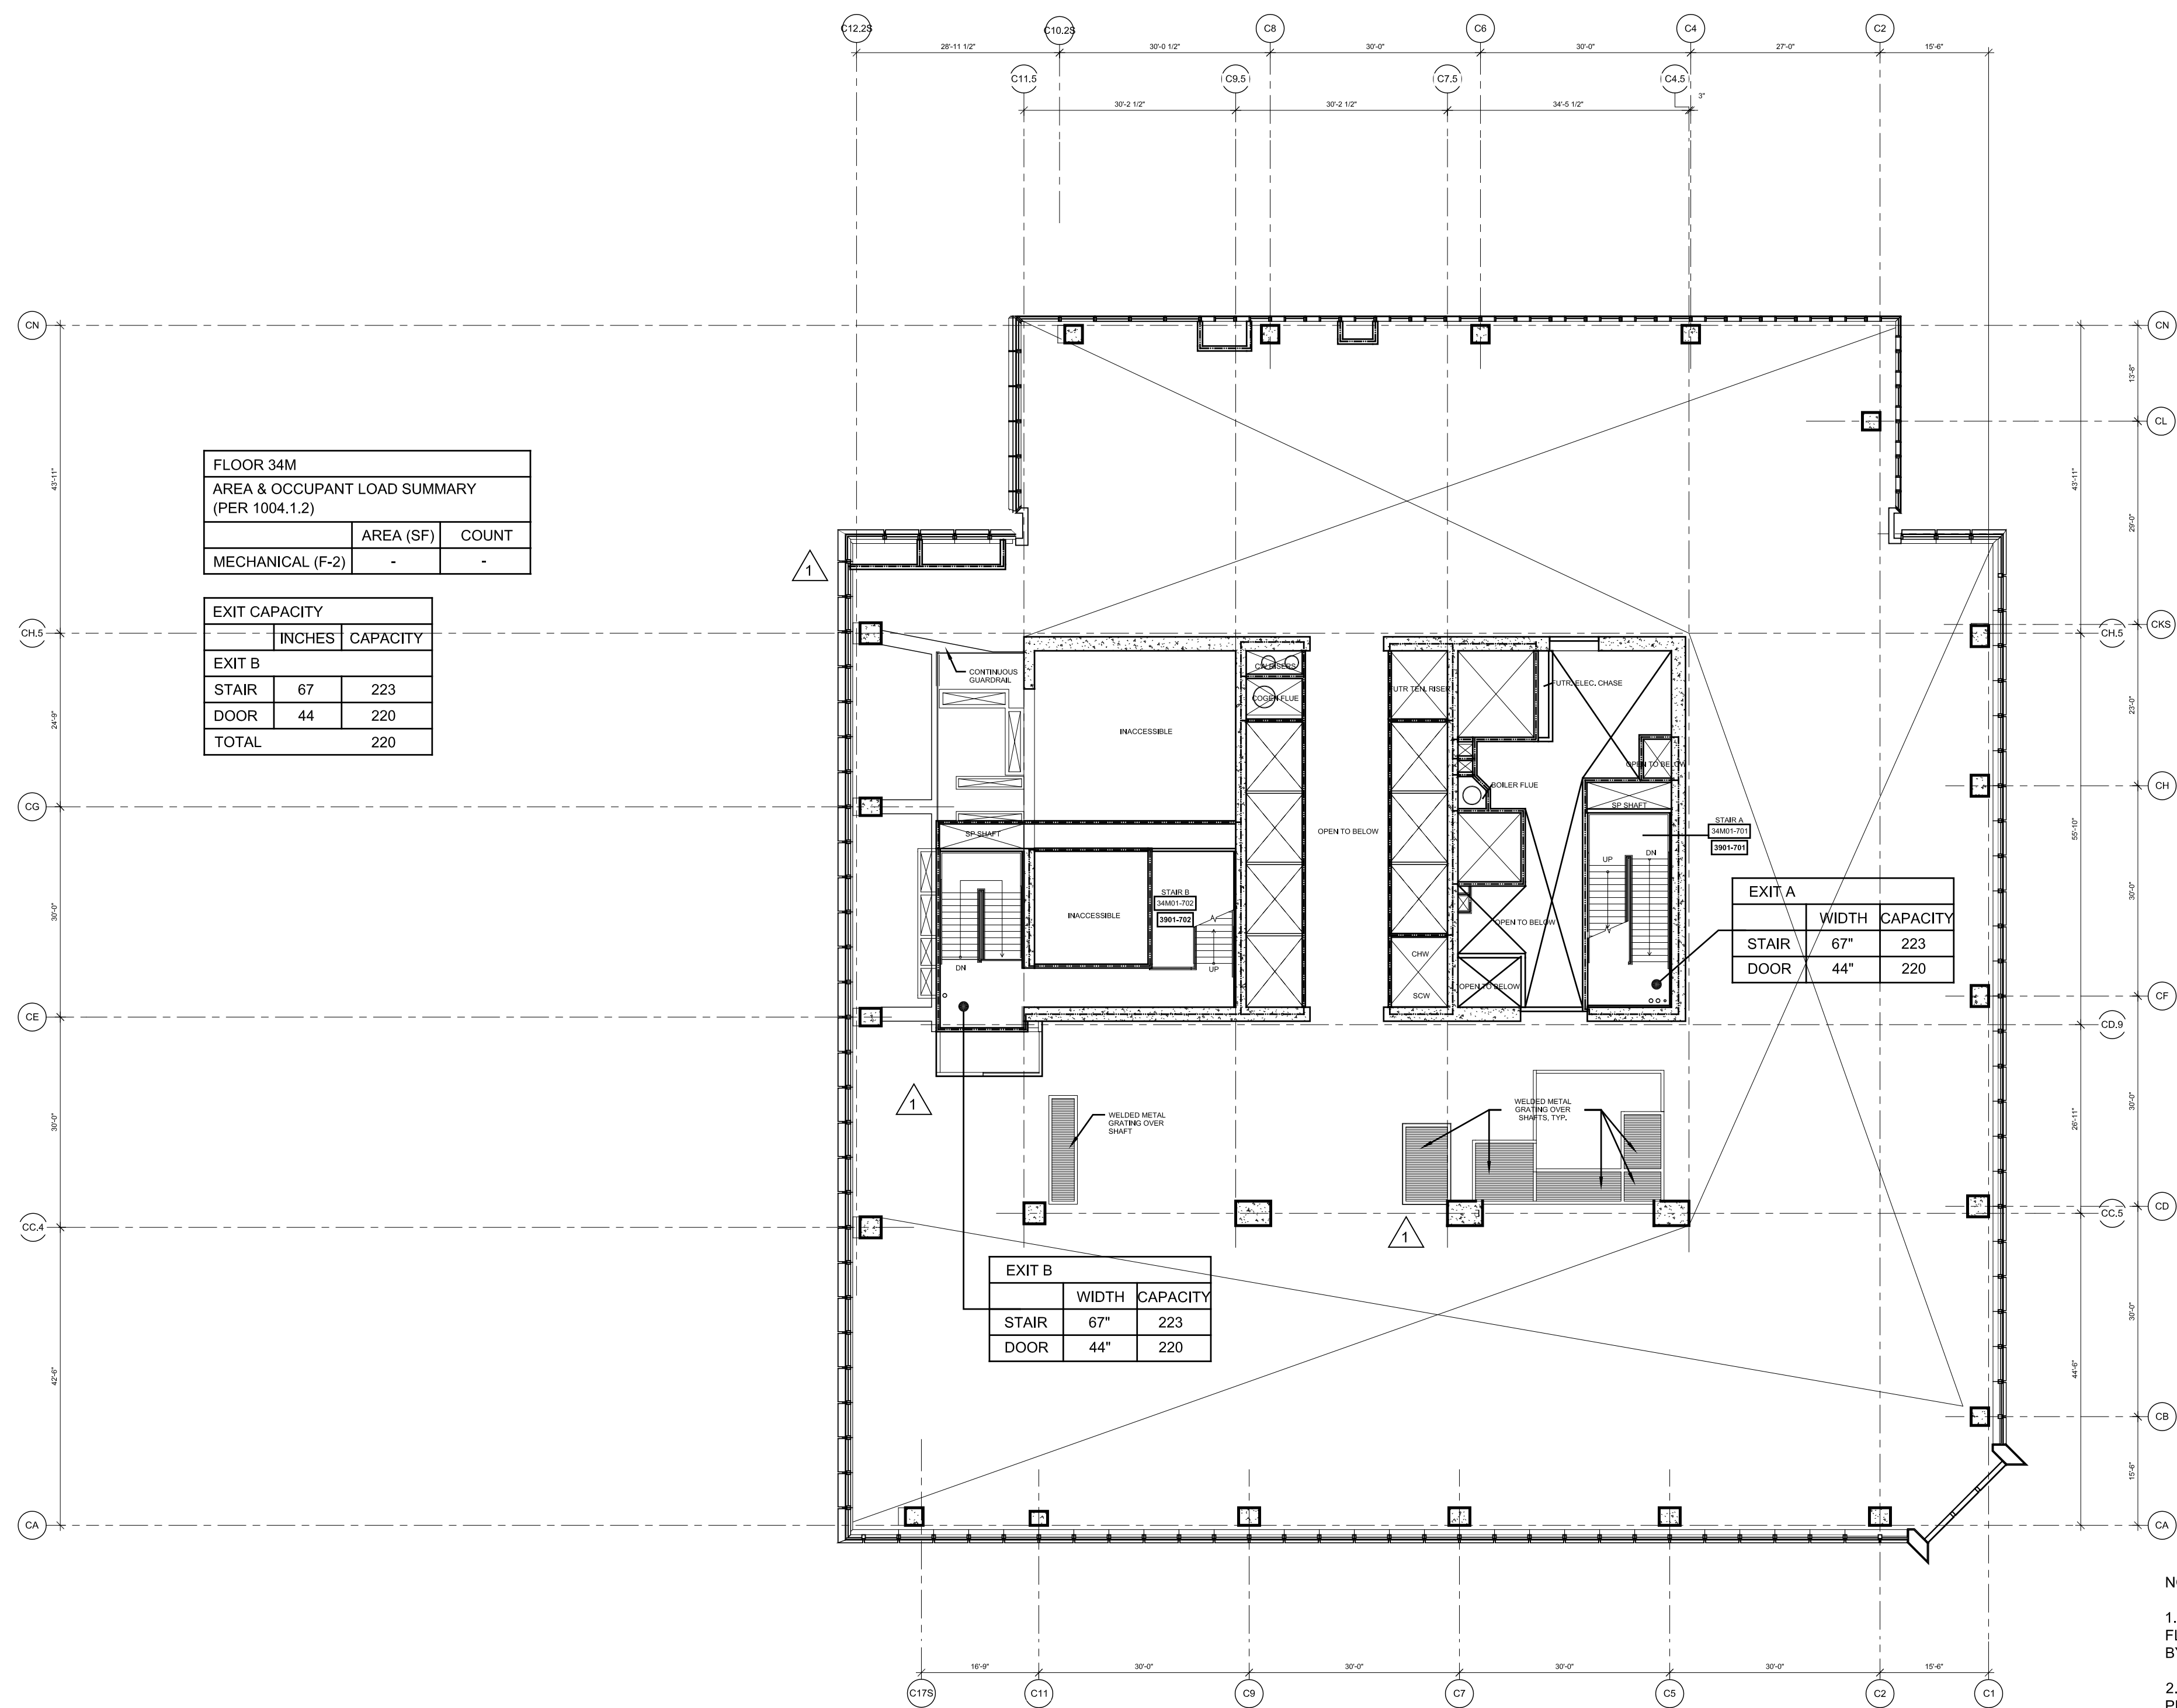 C12.2S
C10.2S
C8
C6
C4
C2
28'-11 1/2"
30'-0 1/2"
30'-0"
30'-0"
27'-0"
15'-6"
C11.5
C9.5
C7.5
C4.5
30'-2 1/2"
30'-2 1/2"
34'-5 1/2"
3"
CN
CH.5
CG
CE
CC.4
CA
43'-11"
24'-9"
30'-0"
30'-0"
42'-6"
FLOOR 34M
AREA & OCCUPANT LOAD SUMMARY
(PER 1004.1.2)
AREA (SF) COUNT
MECHANICAL (F-2) - -
EXIT CAPACITY
INCHES CAPACITY
EXIT B
STAIR 67 223
DOOR 44 220
TOTAL 220
1
CONTINUOUS
GUARDRAIL
INACCESSIBLE
CW RISERS
COGEN FLUE
UTR TEN. RISER
FUTR. ELEC. CHASE
OPEN TO BELOW
BOILER FLUE
SP SHAFT
OPEN TO BELOW
SP SHAFT
STAIR A
34M01-701
3901-701
UP
DN
INACCESSIBLE
STAIR B
34M01-702
3901-702
UP
DN
OPEN TO BELOW
CHW
SCW
OPEN TO BELOW
EXIT A
WIDTH CAPACITY
STAIR 67" 223
DOOR 44" 220
1
WELDED METAL
GRATING OVER
SHAFT
WELDED METAL
GRATING OVER
SHAFTS, TYP.
1
EXIT B
WIDTH CAPACITY
STAIR 67" 223
DOOR 44" 220
43'-11"
55'-10"
26'-11"
44'-6"
CH.5
CD.9
CC.5
13'-8"
29'-0"
23'-0"
30'-0"
30'-0"
30'-0"
15'-6"
CN
CL
CKS
CH
CF
CD
CB
CA
16'-9"
30'-0"
30'-0"
30'-0"
30'-0"
15'-6"
C17S
C11
C9
C7
C5
C2
C1
1.
2.